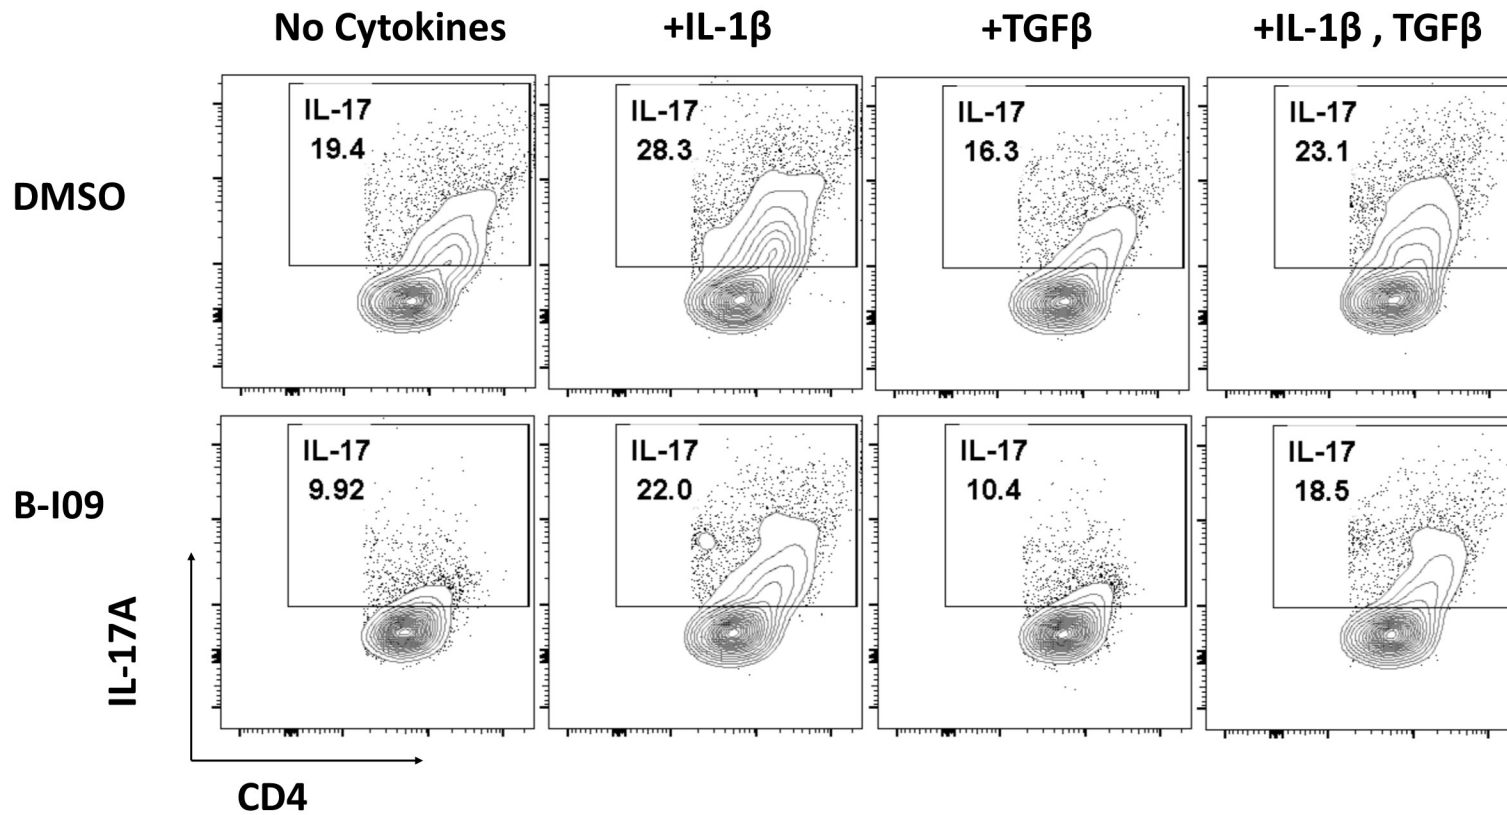 No Cytokines +IL-1β +TGFβ +IL-1β , TGFβ
DMSO
IL-17 IL-17 IL-17 IL-17
19.4 28.3 16.3 23.1
B-I09
IL-17 IL-17 IL-17 IL-17
9.92 22.0 10.4 18.5
IL-17A
CD4